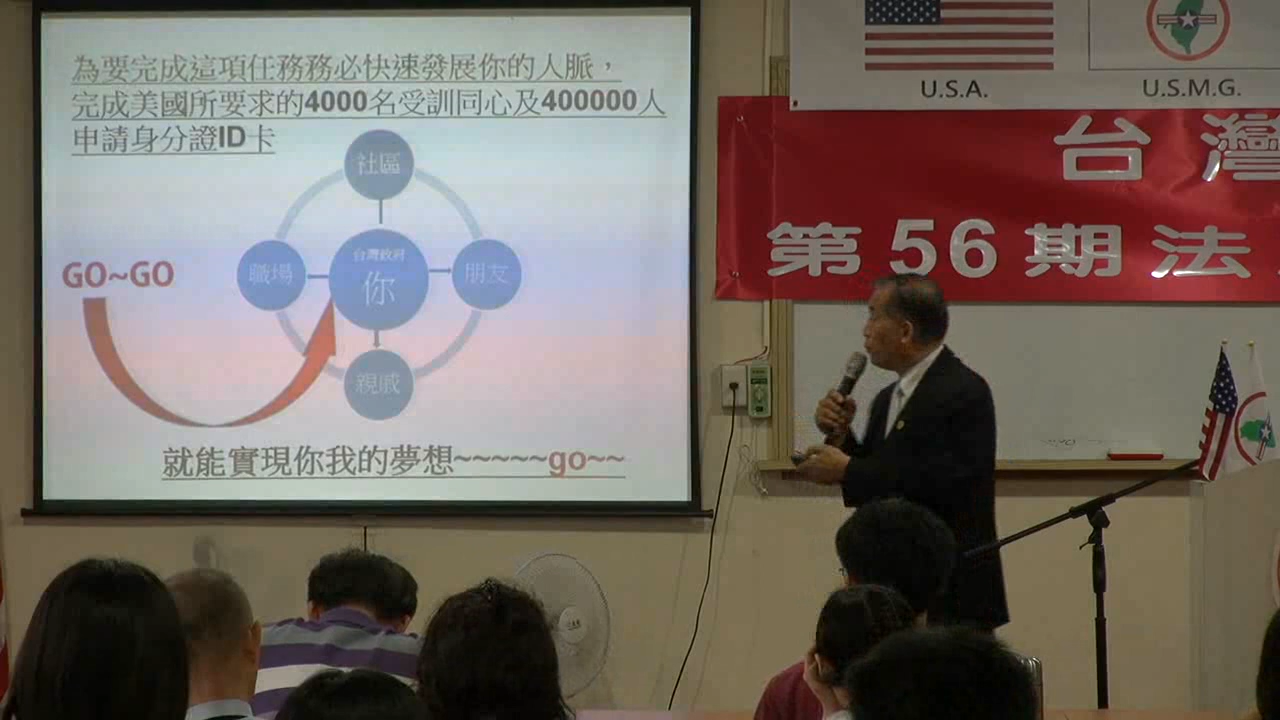 為要完成這項任務務必快速發展你的人脈，
完成美國所要求的4000名受訓同心及400000人
申請身分證ID卡
社區
職場
台灣政府
你
朋友
親戚
GO~GO
就能實現你我的夢想~~~~~go~~
U.S.A.
U.S.M.G.
台灣
第56期法